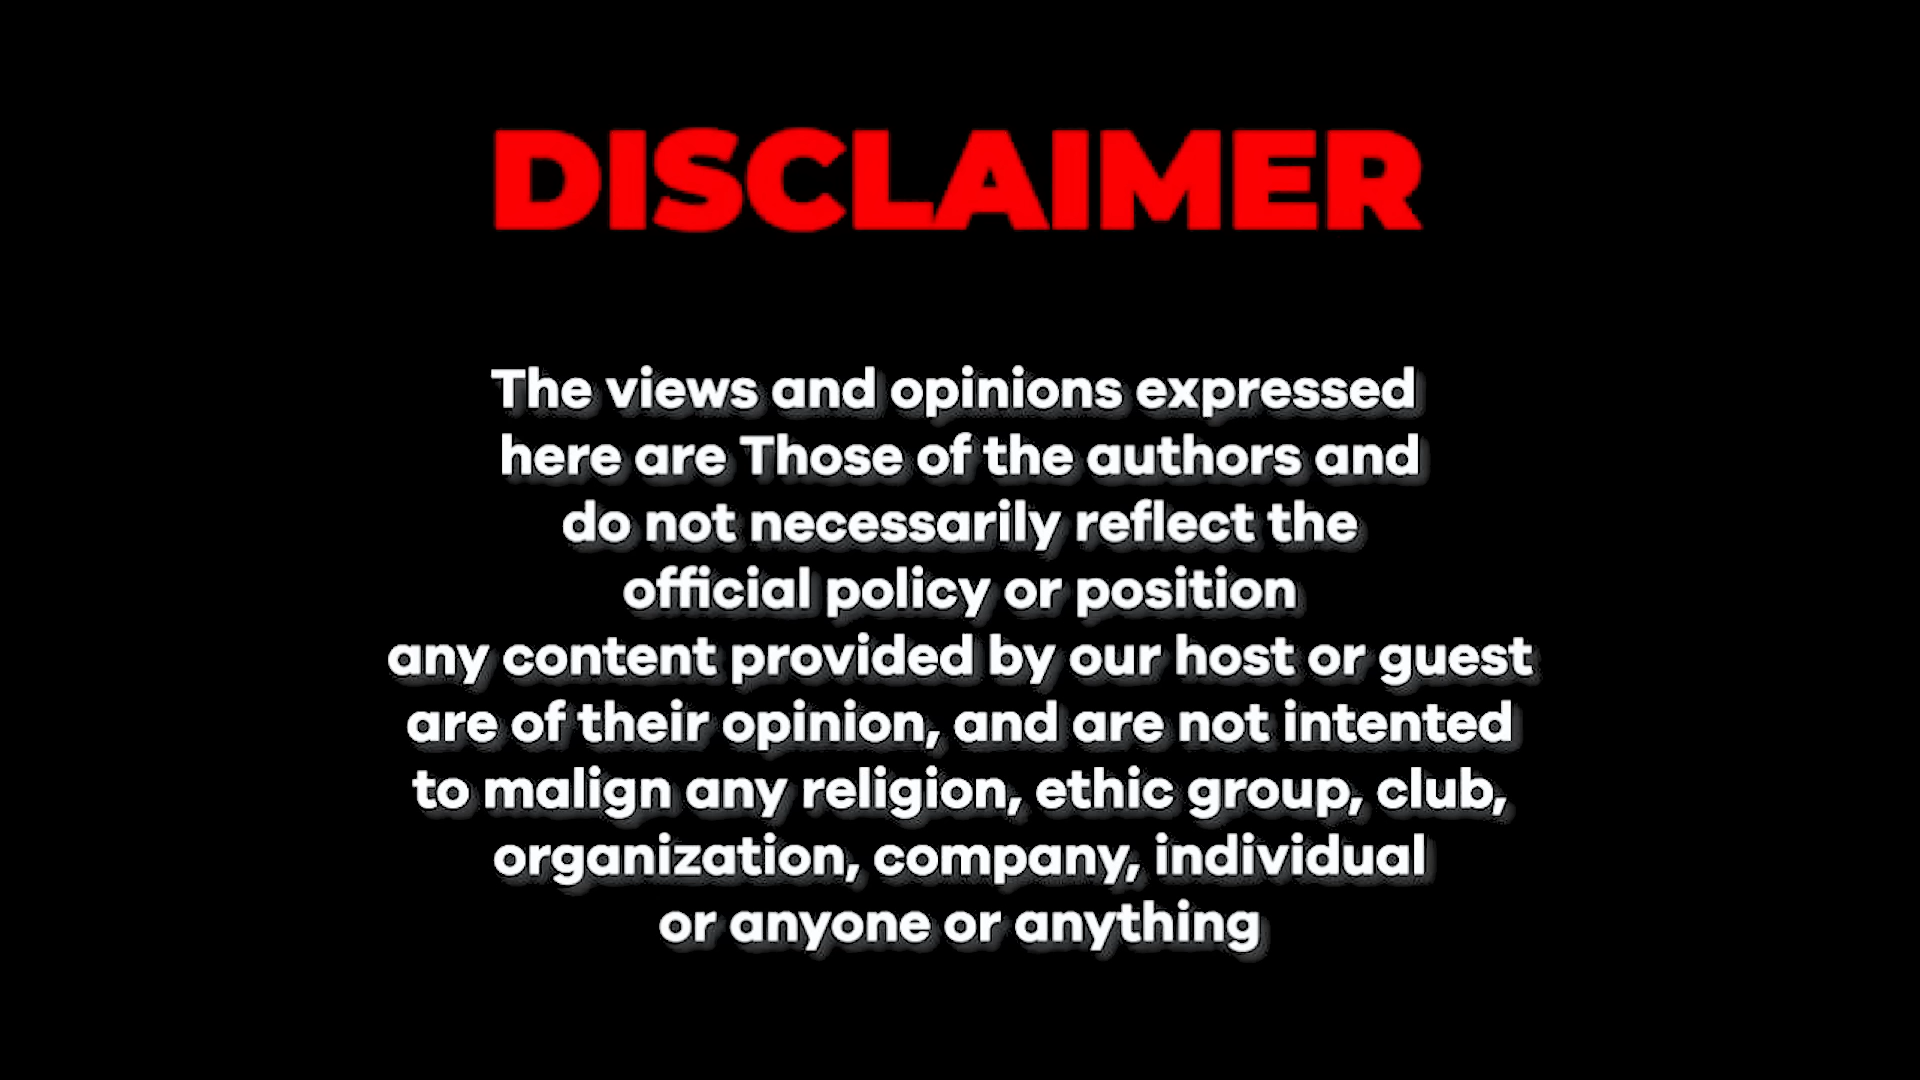 DISCLAIMER
The views and opinions expressed
here are Those of the authors and
do not necessarily reflect the
official policy or position
any content provided by our host or guest
are of their opinion, and are not intented
to malign any religion, ethic group, club,
organization, company, individual
or anyone or anything